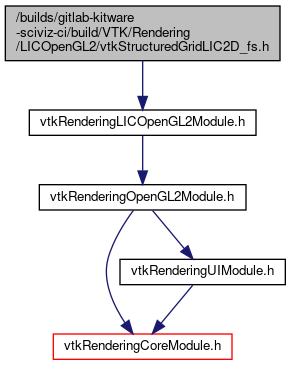 /builds/gitlab-kitware
-sciviz-ci/build/VTK/Rendering
/LICOpenGL2/vtkStructuredGridLIC2D_fs.h
vtkRenderingLICOpenGL2Module.h
vtkRenderingOpenGL2Module.h
vtkRenderingUIModule.h
vtkRenderingCoreModule.h